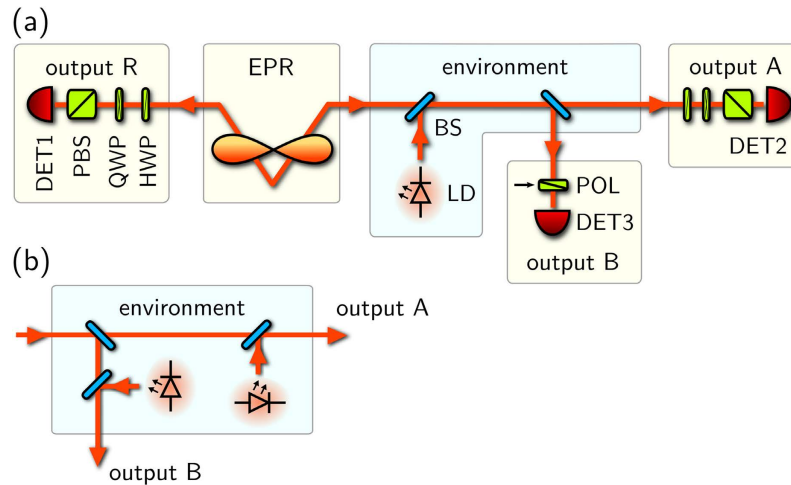 (a)
output R
EPR
environment
output A
DET1
PBS
QWP
HWP
BS
LD
DET2
POL
DET3
output B
(b)
environment
output A
output B